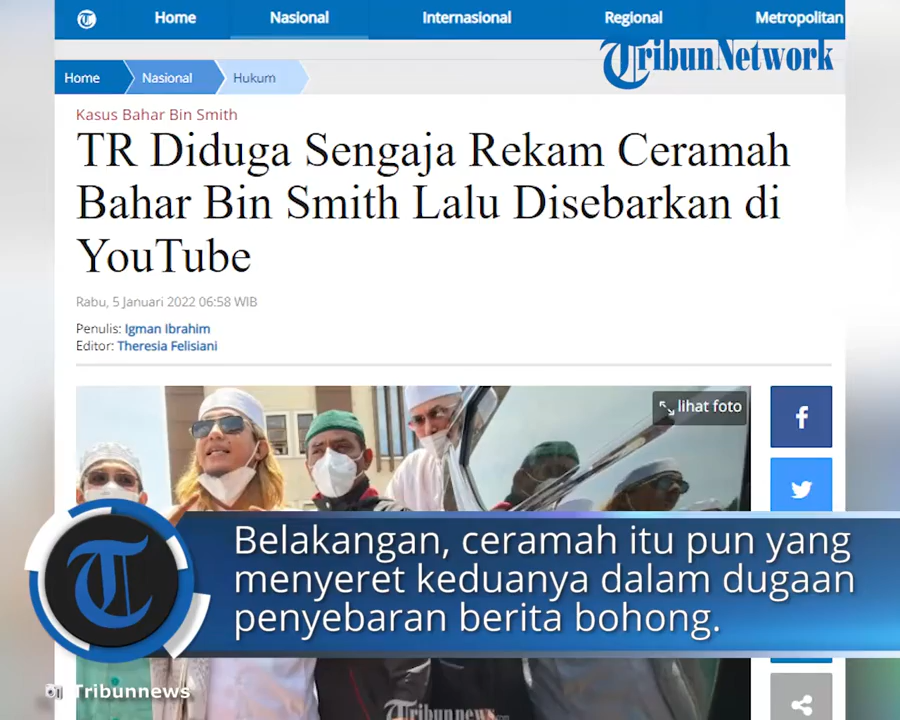 Home
Nasional
Internasional
Regional
Metropolitan
TribunNetwork
Home
Nasional
Hukum
Kasus Bahar Bin Smith
TR Diduga Sengaja Rekam Ceramah
Bahar Bin Smith Lalu Disebarkan di
YouTube
Rabu, 5 Januari 2022 06:58 WIB
Penulis: Igman Ibrahim
Editor: Theresia Felisiani
lihat foto
Belakangan, ceramah itu pun yang
menyeret keduanya dalam dugaan
penyebaran berita bohong.
Tribunnews
Tribunnews.com